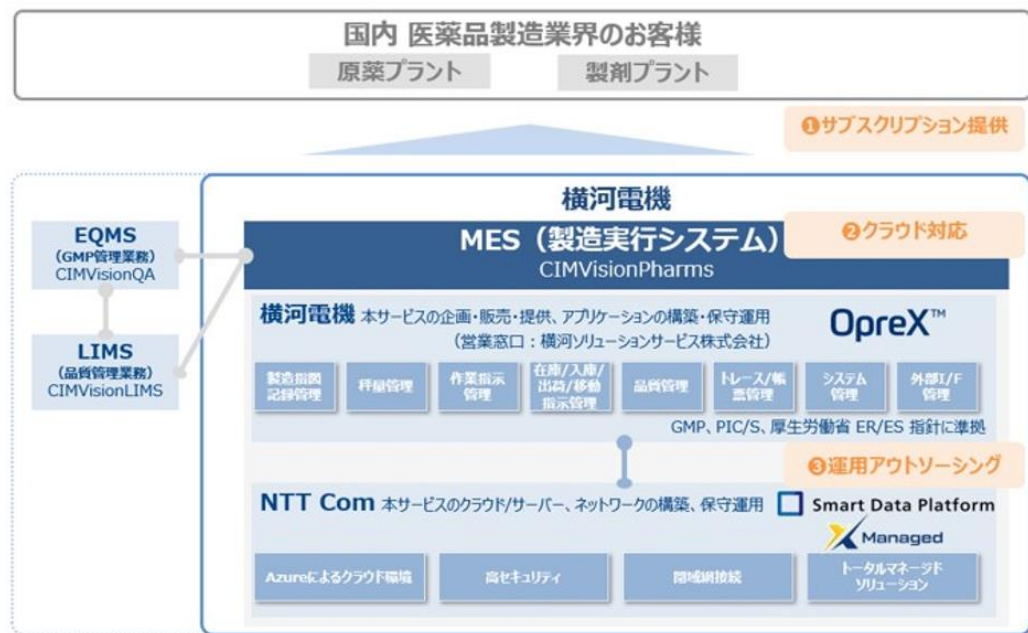 国内 医薬品製造業界のお客様
原薬プラント
製剤プラント
❶サブスクリプション提供
横河電機
EQMS
(GMP管理業務)
CIMVisionQA
LIMS
(品質管理業務)
CIMVisionLIMS
MES（製造実行システム）
CIMVisionPharms
❷クラウド対応
横河電機 本サービスの企画・販売・提供、アプリケーションの構築・保守運用
（営業窓口：横河ソリューションサービス株式会社）
OpreX™
製造指図
記録管理
秤量管理
作業指示
管理
在庫/入庫/
出荷/移動
指示管理
品質管理
トレース/帳
票管理
システム
管理
外部I/F
管理
GMP、PIC/S、厚生労働省 ER/ES 指針に準拠
❸運用アウトソーシング
NTT Com 本サービスのクラウド/サーバー、ネットワークの構築、保守運用
Smart Data Platform
X Managed
Azureによるクラウド環境
高セキュリティ
閉域網接続
トータルマネージド
ソリューション